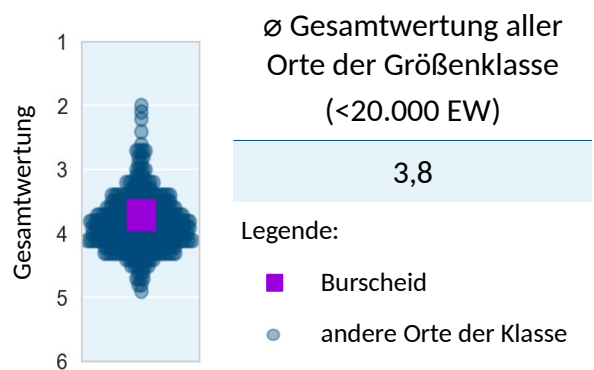 ø Gesamtwertung aller
Orte der Größenklasse
(<20.000 EW)
3,8
Legende:
Burscheid
andere Orte der Klasse
Gesamtwertung
1
2
3
4
5
6